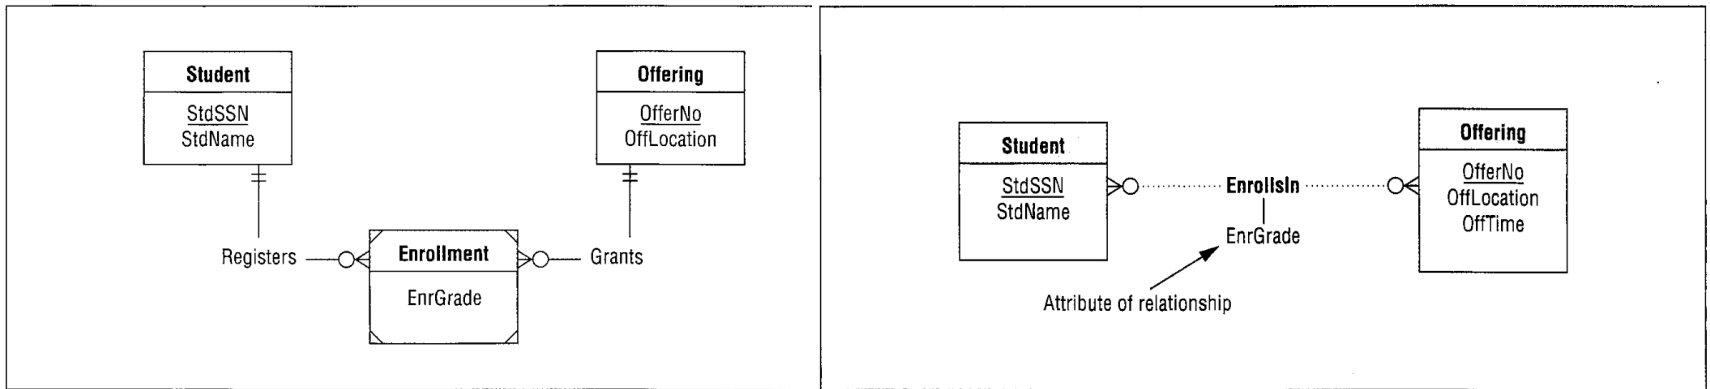 Student
StdSSN
StdName
Offering
OfferNo
OffLocation
Registers
Enrollment
EnrGrade
Grants
Student
StdSSN
StdName
EnrollsIn
EnrGrade
Attribute of relationship
Offering
OfferNo
OffLocation
OffTime